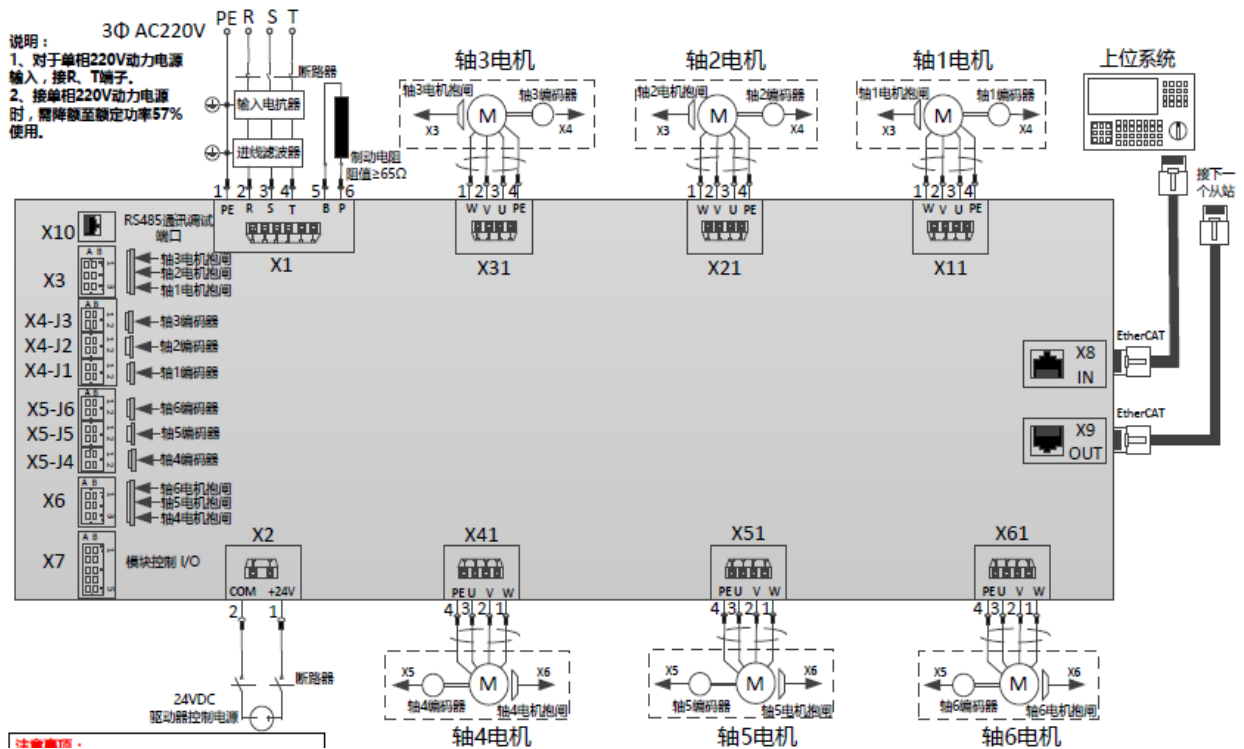 说明：
1、对于单相220V动力电源
输入，接R、T端子。
2、接单相220V动力电源
时，需降额至额定功率57%
使用。
3Φ AC220V
PE R S T
断路器
输入电抗器
进线滤波器
制动电阻
阻值≥65Ω
1 2 3 4 5 6
PE R S T B P
X1
轴3电机
轴3电机抱闸
轴3编码器
M
X3
X4
1 2 3 4
W V U PE
X31
轴2电机
轴2电机抱闸
轴2编码器
M
X3
X4
1 2 3 4
W V U PE
X21
轴1电机
轴1电机抱闸
轴1编码器
M
X3
X4
1 2 3 4
W V U PE
X11
上位系统
接下一
个从站
EtherCAT
X8
IN
EtherCAT
X9
OUT
X10
RS485通讯调试
端口
X3
A B
1
3
轴3电机抱闸
轴2电机抱闸
轴1电机抱闸
X4-J3
A B
1 2
轴3编码器
X4-J2
1 2
轴2编码器
X4-J1
1 2
轴1编码器
X5-J6
A B
1 2
轴6编码器
X5-J5
1 2
轴5编码器
X5-J4
1 2
轴4编码器
X6
A B
1
3
轴6电机抱闸
轴5电机抱闸
轴4电机抱闸
X7
A B
1
5
模块控制 I/O
X2
COM +24V
2 1
断路器
24VDC
驱动器控制电源
X41
PE U V W
4 3 2 1
X5
M
X6
轴4编码器
轴4电机抱闸
轴4电机
X51
PE U V W
4 3 2 1
X5
M
X6
轴5编码器
轴5电机抱闸
轴5电机
X61
PE U V W
4 3 2 1
X5
M
X6
轴6编码器
轴6电机抱闸
轴6电机
注意事项：